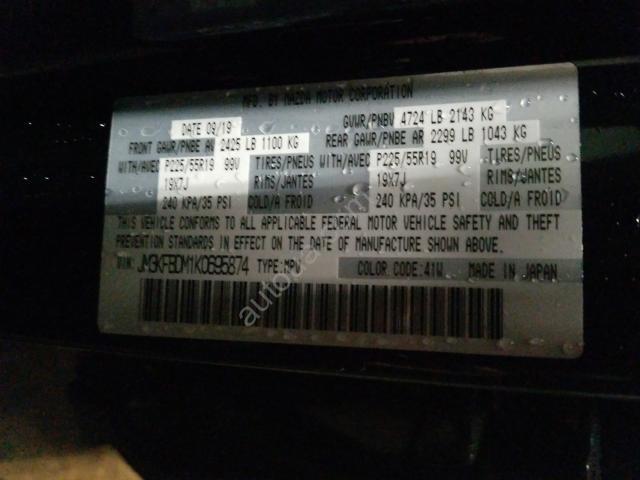 MFD. BY MAZDA MOTOR CORPORATION
DATE 09/19 GVWR/PNBV 4724 LB 2143 KG
FRONT GAWR/PNBE AV 2425 LB 1100 KG REAR GAWR/PNBE AR 2299 LB 1043 KG
WITH/AVEC P225/55R19 99V TIRES/PNEUS WITH/AVEC P225/55R19 99V TIRES/PNEUS
19X7J RIMS/JANTES 19X7J RIMS/JANTES
240 KPA/35 PSI COLD/A FROID 240 KPA/35 PSI COLD/A FROID
THIS VEHICLE CONFORMS TO ALL APPLICABLE FEDERAL MOTOR VEHICLE SAFETY AND THEFT
PREVENTION STANDARDS IN EFFECT ON THE DATE OF MANUFACTURE SHOWN ABOVE.
VIN: JM3KFBDM1K0695874 TYPE:MPV COLOR CODE:41W MADE IN JAPAN